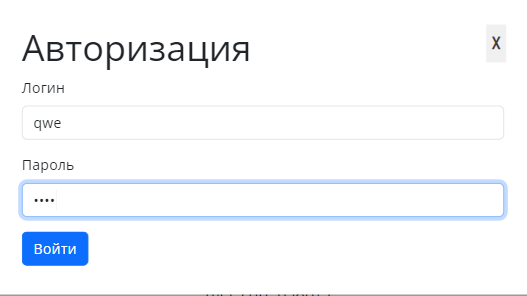 Авторизация
X
Логин
qwe
Пароль
••••
Войти